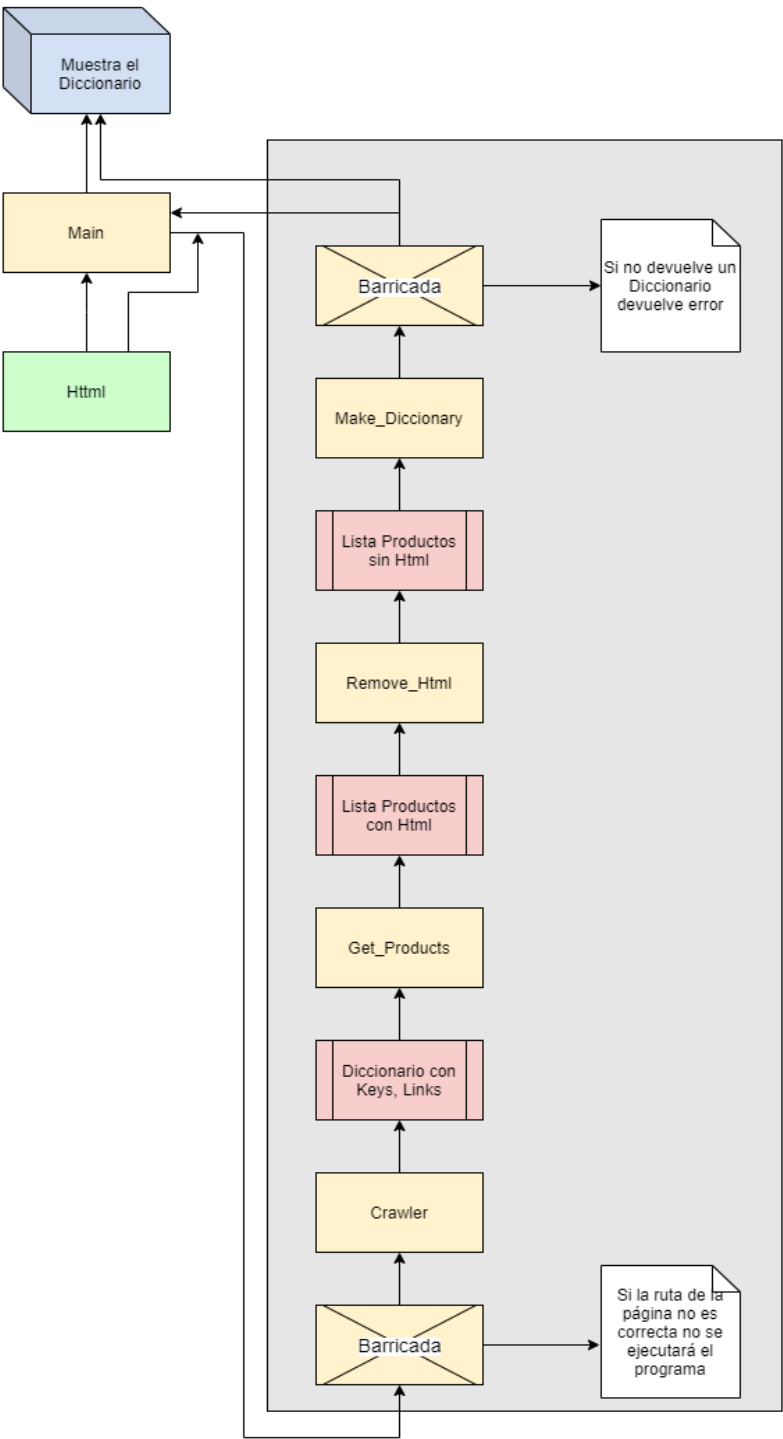 Muestra el
Diccionario
Main
Httml
Barricada
Si no devuelve un
Diccionario
devuelve error
Make_Diccionary
Lista Productos
sin Html
Remove_Html
Lista Productos
con Html
Get_Products
Diccionario con
Keys, Links
Crawler
Barricada
Si la ruta de la
página no es
correcta no se
ejecutará el
programa